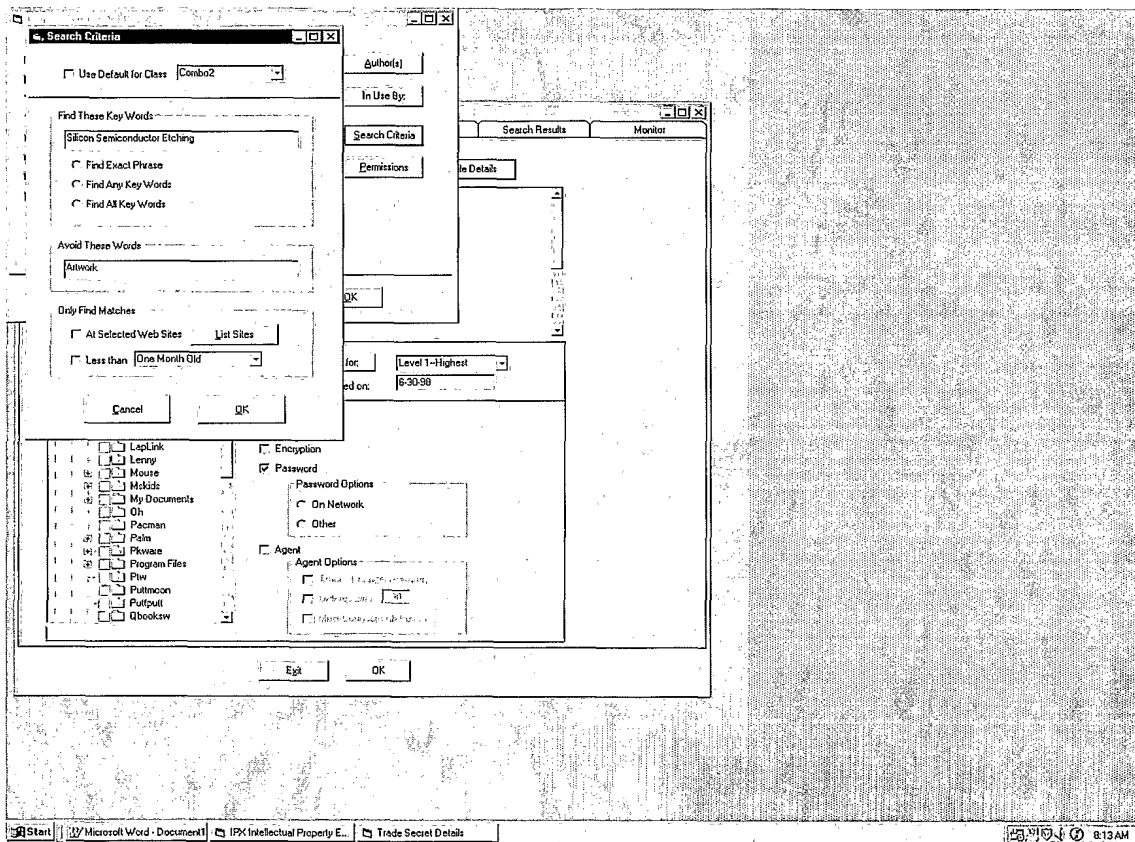 Search Criteria
Use Default for Class Combo2
Find These Key Words
Silicon Semiconductor Etching
Find Exact Phrase
Find Any Key Words
Find All Key Words
Avoid These Words
Artwork
Only Find Matches
At Selected Web Sites List Sites
Less than One Month Old
Cancel OK
Author(s)
In Use By:
Search Criteria
Permissions
OK
Search Results Monitor
le Details
for: Level 1--Highest
ed on: 6-30-98
LapLink
Lenny
Mouse
Mskids
My Documents
Oh
Pacman
Palm
Pkware
Program Files
Ptw
Puttmoon
Puttputt
Qbooksw
Encryption
Password
Password Options
On Network
Other
Agent
Agent Options
Exit OK
Start Microsoft Word - Document1 IPX Intellectual Property E... Trade Secret Details 8:13 AM